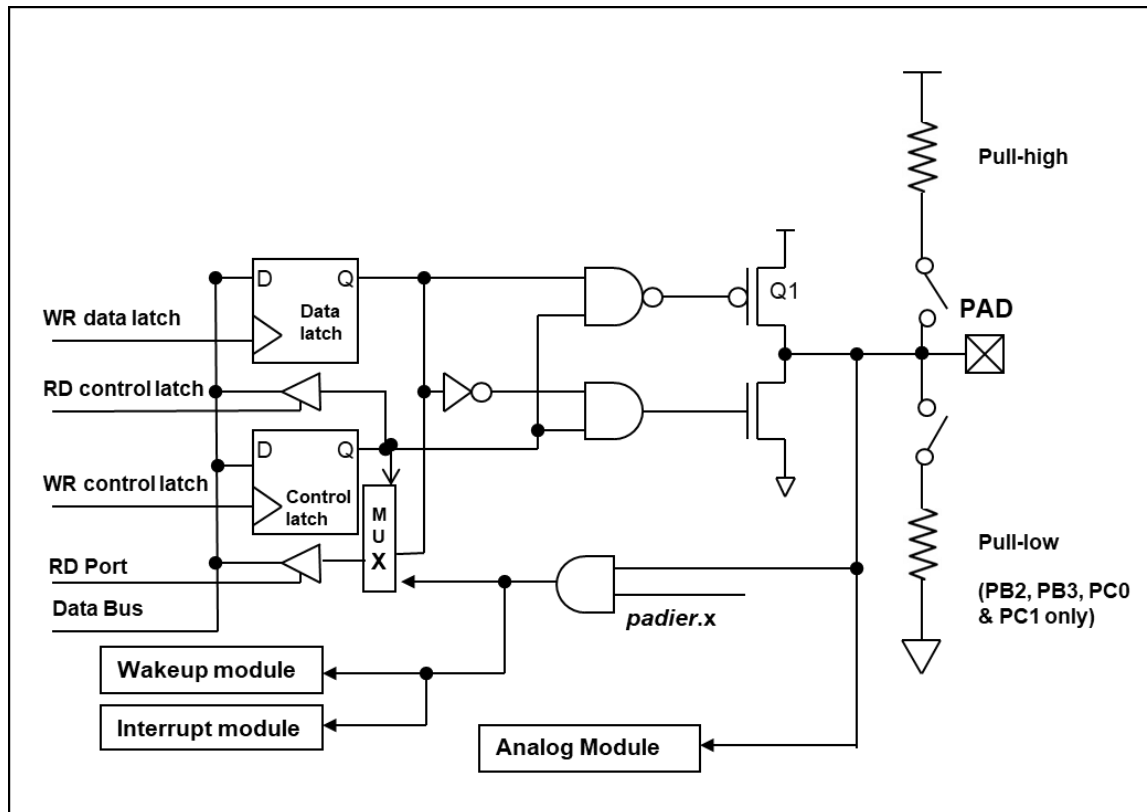 Pull-high
D
Q
Data
latch
Q1
WR data latch
PAD
RD control latch
D
Q
Control
latch
WR control latch
M
U
X
RD Port
Pull-low
(PB2, PB3, PC0
& PC1 only)
Data Bus
padier.x
Wakeup module
Interrupt module
Analog Module